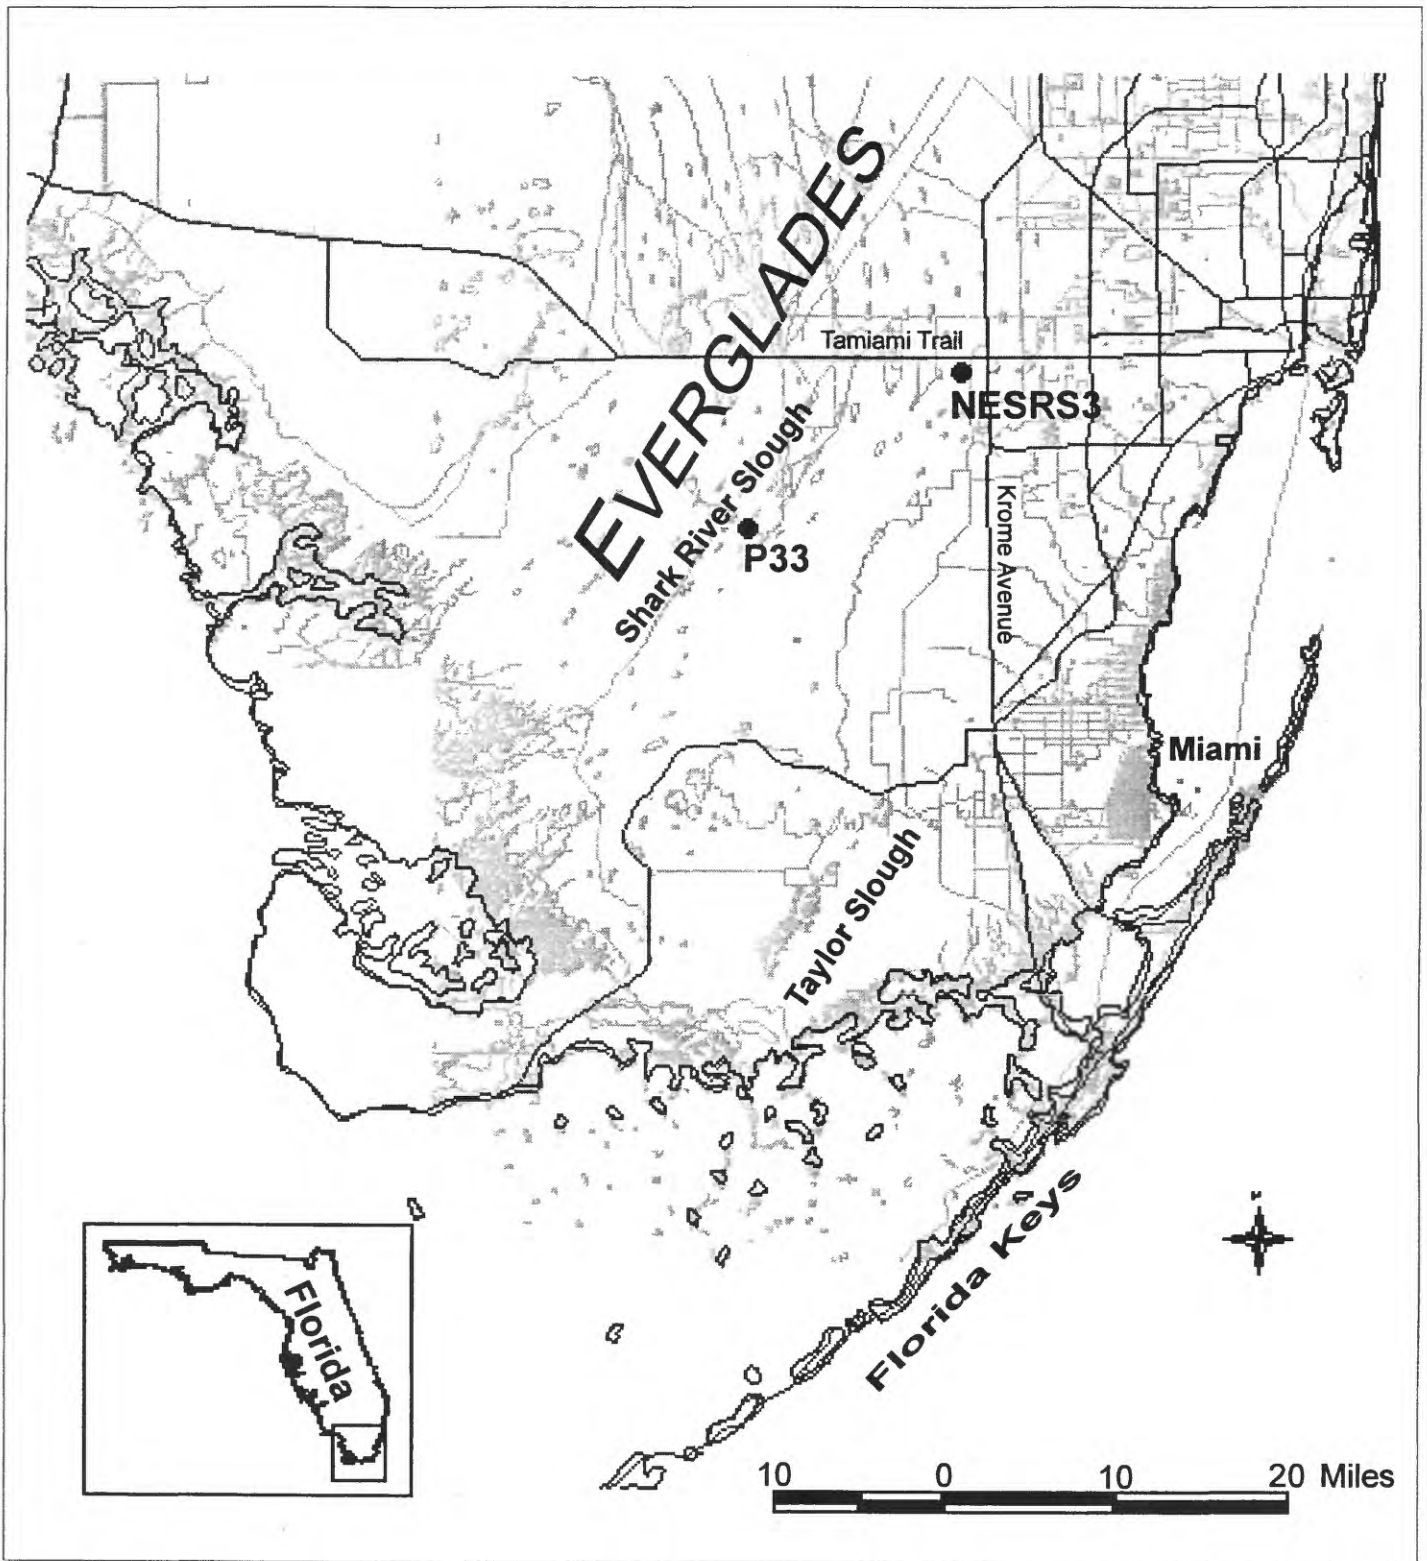 EVERGLADES
Tamiami Trail
NESRS3
Shark River Slough
P33
Krome Avenue
Miami
Taylor Slough
Florida Keys
Florida
10 0 10 20 Miles